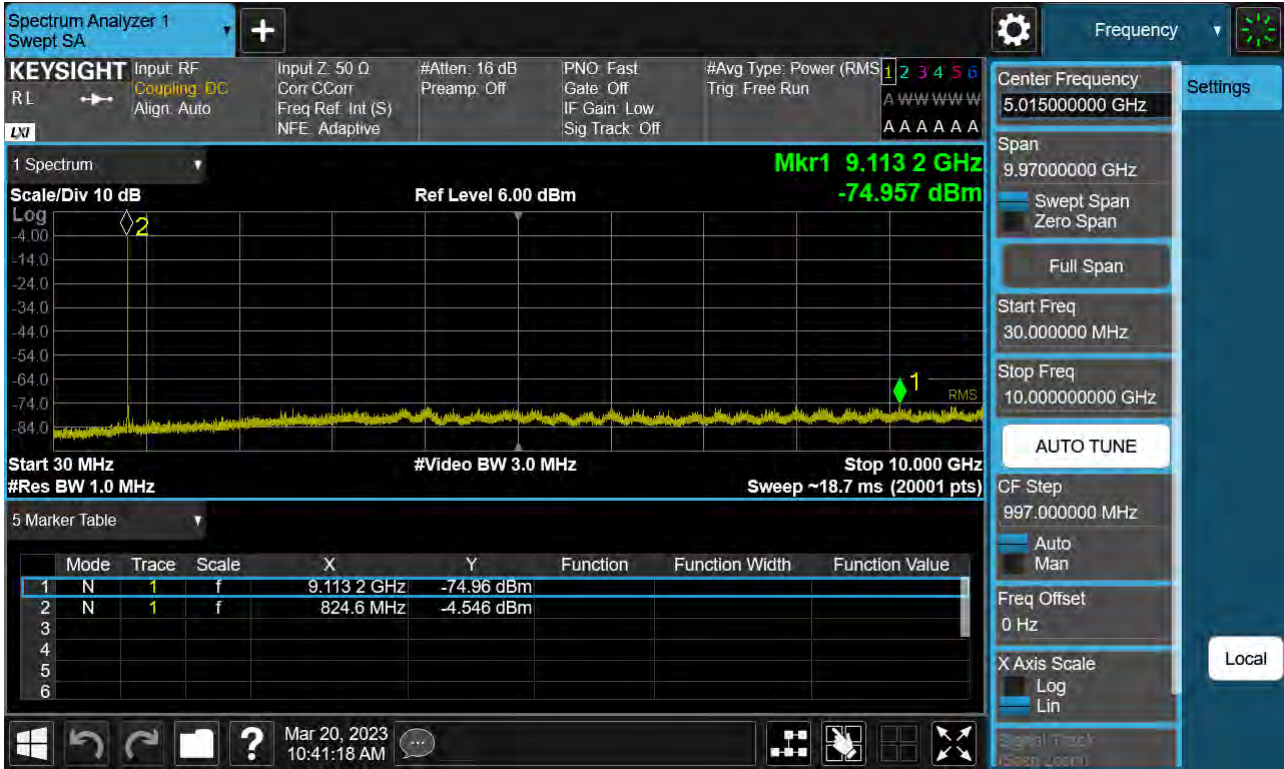 Spectrum Analyzer 1
Swept SA
+
Frequency
KEYSIGHT
R L
LXI
Input: RF
Coupling: DC
Align: Auto
Input Z: 50 Ω
Corr CCorr
Freq Ref: Int (S)
NFE: Adaptive
#Atten: 16 dB
Preamp: Off
PNO: Fast
Gate: Off
IF Gain: Low
Sig Track: Off
#Avg Type: Power (RMS
Trig: Free Run
1 2 3 4 5 6
A W W W W W
A A A A A A
1 Spectrum
Mkr1 9.113 2 GHz
Scale/Div 10 dB
Ref Level 6.00 dBm
-74.957 dBm
Log
2
-4.00
-14.0
-24.0
-34.0
-44.0
-54.0
-64.0
1
-74.0
RMS
-84.0
Start 30 MHz
#Video BW 3.0 MHz
Stop 10.000 GHz
#Res BW 1.0 MHz
Sweep ~18.7 ms (20001 pts)
5 Marker Table
Mode Trace Scale X Y Function Function Width Function Value
1 N 1 f 9.113 2 GHz -74.96 dBm
2 N 1 f 824.6 MHz -4.546 dBm
3
4
5
6
Mar 20, 2023
10:41:18 AM
?
Center Frequency
5.015000000 GHz
Settings
Span
9.97000000 GHz
Swept Span
Zero Span
Full Span
Start Freq
30.000000 MHz
Stop Freq
10.000000000 GHz
AUTO TUNE
CF Step
997.000000 MHz
Auto
Man
Freq Offset
0 Hz
X Axis Scale
Log
Lin
Local
Signal Track
(Span Zoom)